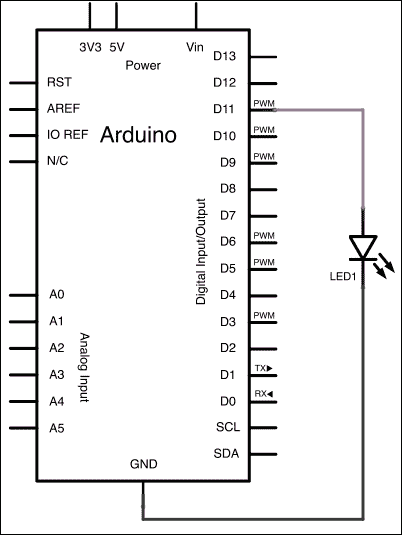 3V3 5V Vin
Power
Arduino
RST
AREF
IO REF
N/C
A0
A1
A2
A3
A4
A5
Analog Input
Digital Input/Output
D13
D12
D11 PWM
D10 PWM
D9 PWM
D8
D7
D6 PWM
D5 PWM
D4
D3 PWM
D2
D1 TX▶
D0 RX◀
SCL
SDA
GND
LED1